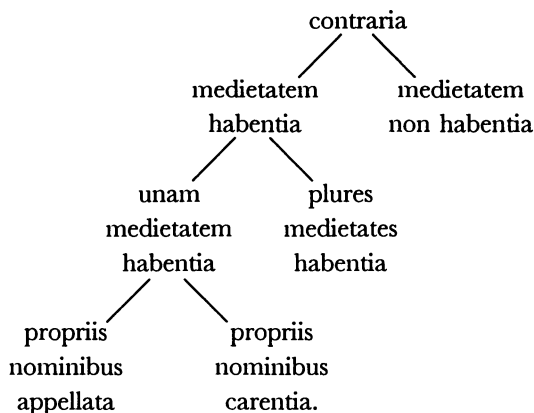 contraria
medietatem
habentia
medietatem
non habentia
unam
medietatem
habentia
plures
medietates
habentia
propriis
nominibus
appellata
propriis
nominibus
carentia.